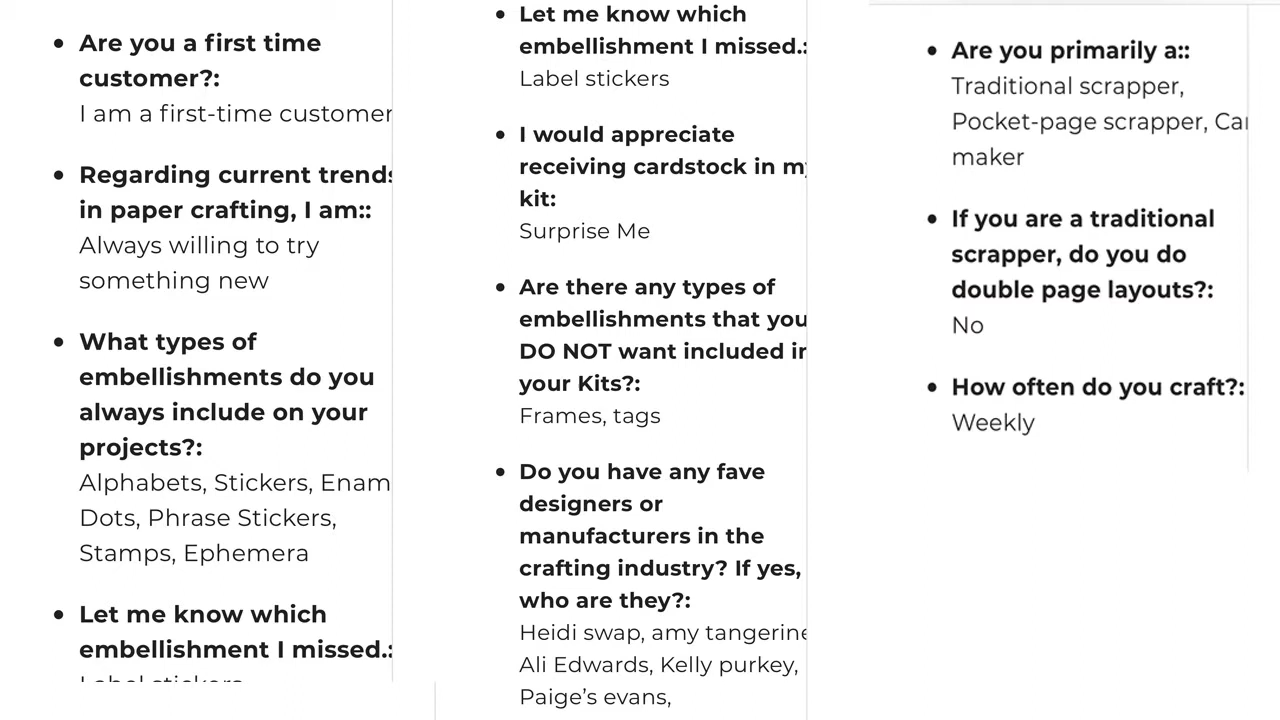 Are you a first time
customer?:
I am a first-time customer
Regarding current trends
in paper crafting, I am::
Always willing to try
something new
What types of
embellishments do you
always include on your
projects?:
Alphabets, Stickers, Enam
Dots, Phrase Stickers,
Stamps, Ephemera
Let me know which
embellishment I missed.:
Label stickers
Let me know which
embellishment I missed.:
Label stickers
I would appreciate
receiving cardstock in my
kit:
Surprise Me
Are there any types of
embellishments that you
DO NOT want included in
your Kits?:
Frames, tags
Do you have any fave
designers or
manufacturers in the
crafting industry? If yes,
who are they?:
Heidi swap, amy tangerine
Ali Edwards, Kelly purkey,
Paige’s evans,
Are you primarily a::
Traditional scrapper,
Pocket-page scrapper, Car
maker
If you are a traditional
scrapper, do you do
double page layouts?:
No
How often do you craft?:
Weekly